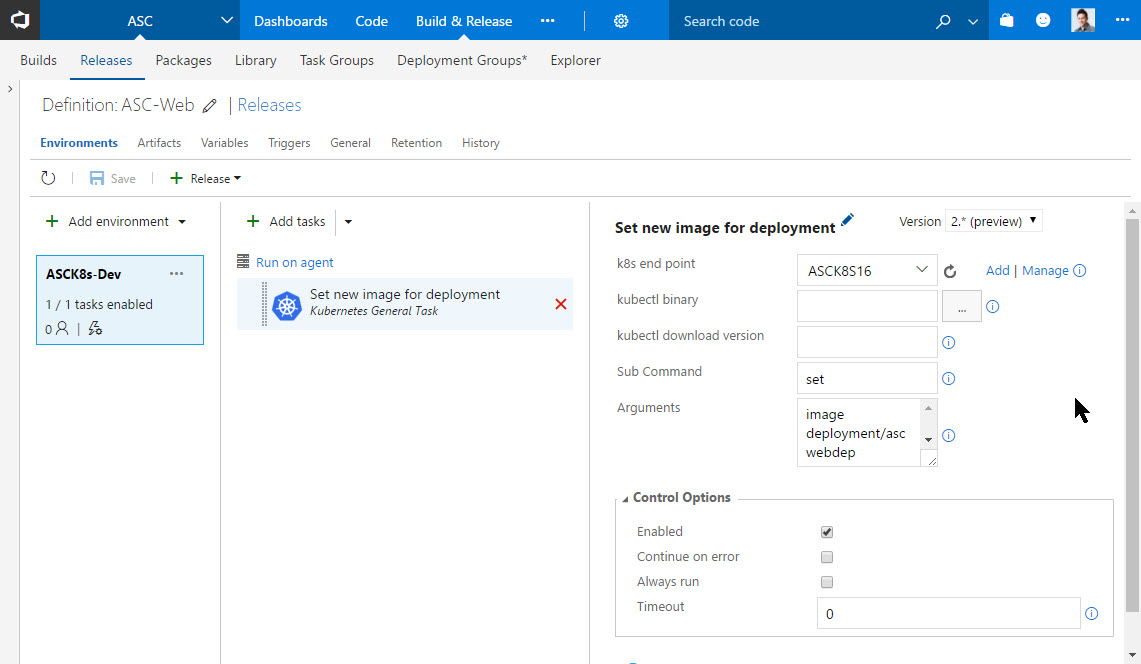 ASC Dashboards Code Build & Release ••• Search code •••
Builds Releases Packages Library Task Groups Deployment Groups* Explorer
Definition: ASC-Web | Releases
Environments Artifacts Variables Triggers General Retention History
Save Release
Add environment
Add tasks
ASCK8s-Dev •••
1 / 1 tasks enabled
0
Run on agent
Set new image for deployment
Kubernetes General Task
Set new image for deployment
Version 2.* (preview)
k8s end point ASCK8S16 Add | Manage
kubectl binary ...
kubectl download version
Sub Command set
Arguments image
deployment/asc
webdep
Control Options
Enabled
Continue on error
Always run
Timeout 0